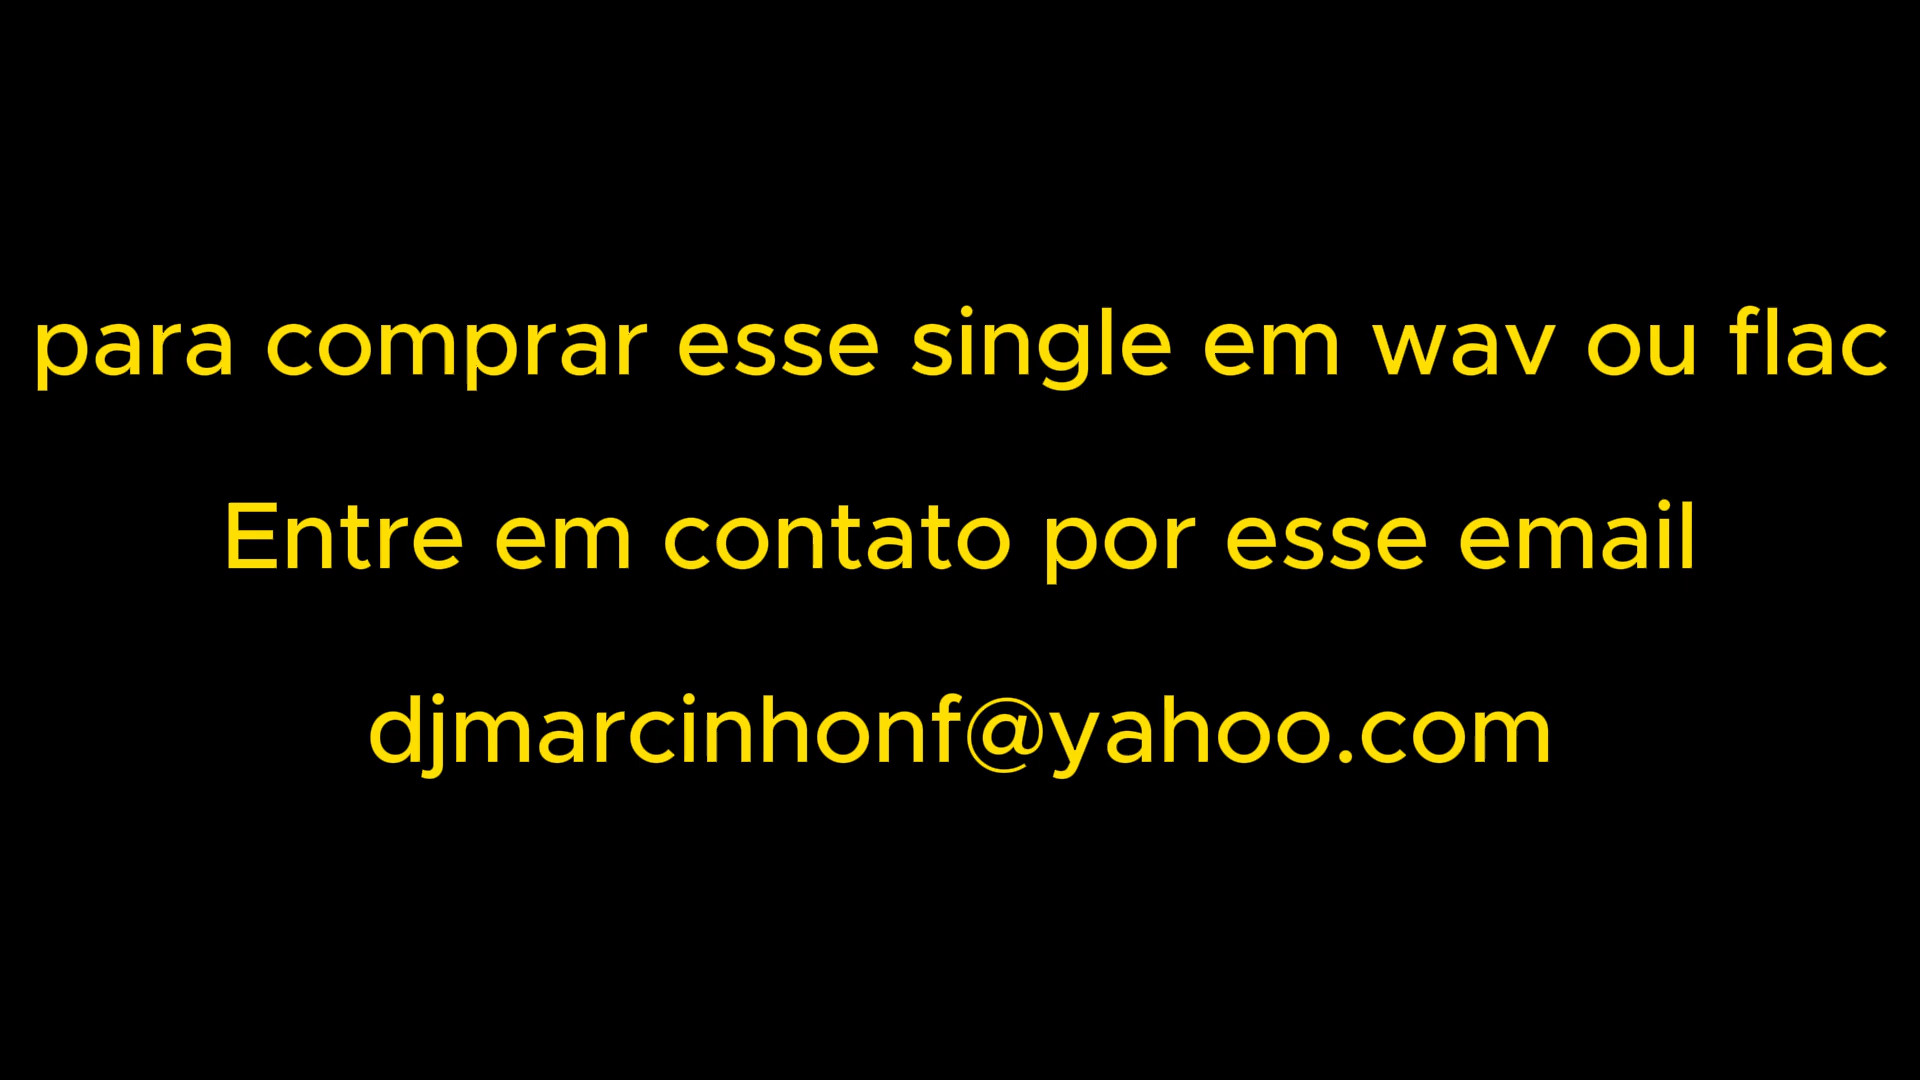 para comprar esse single em wav ou flac
Entre em contato por esse email
djmarcinhonf@yahoo.com